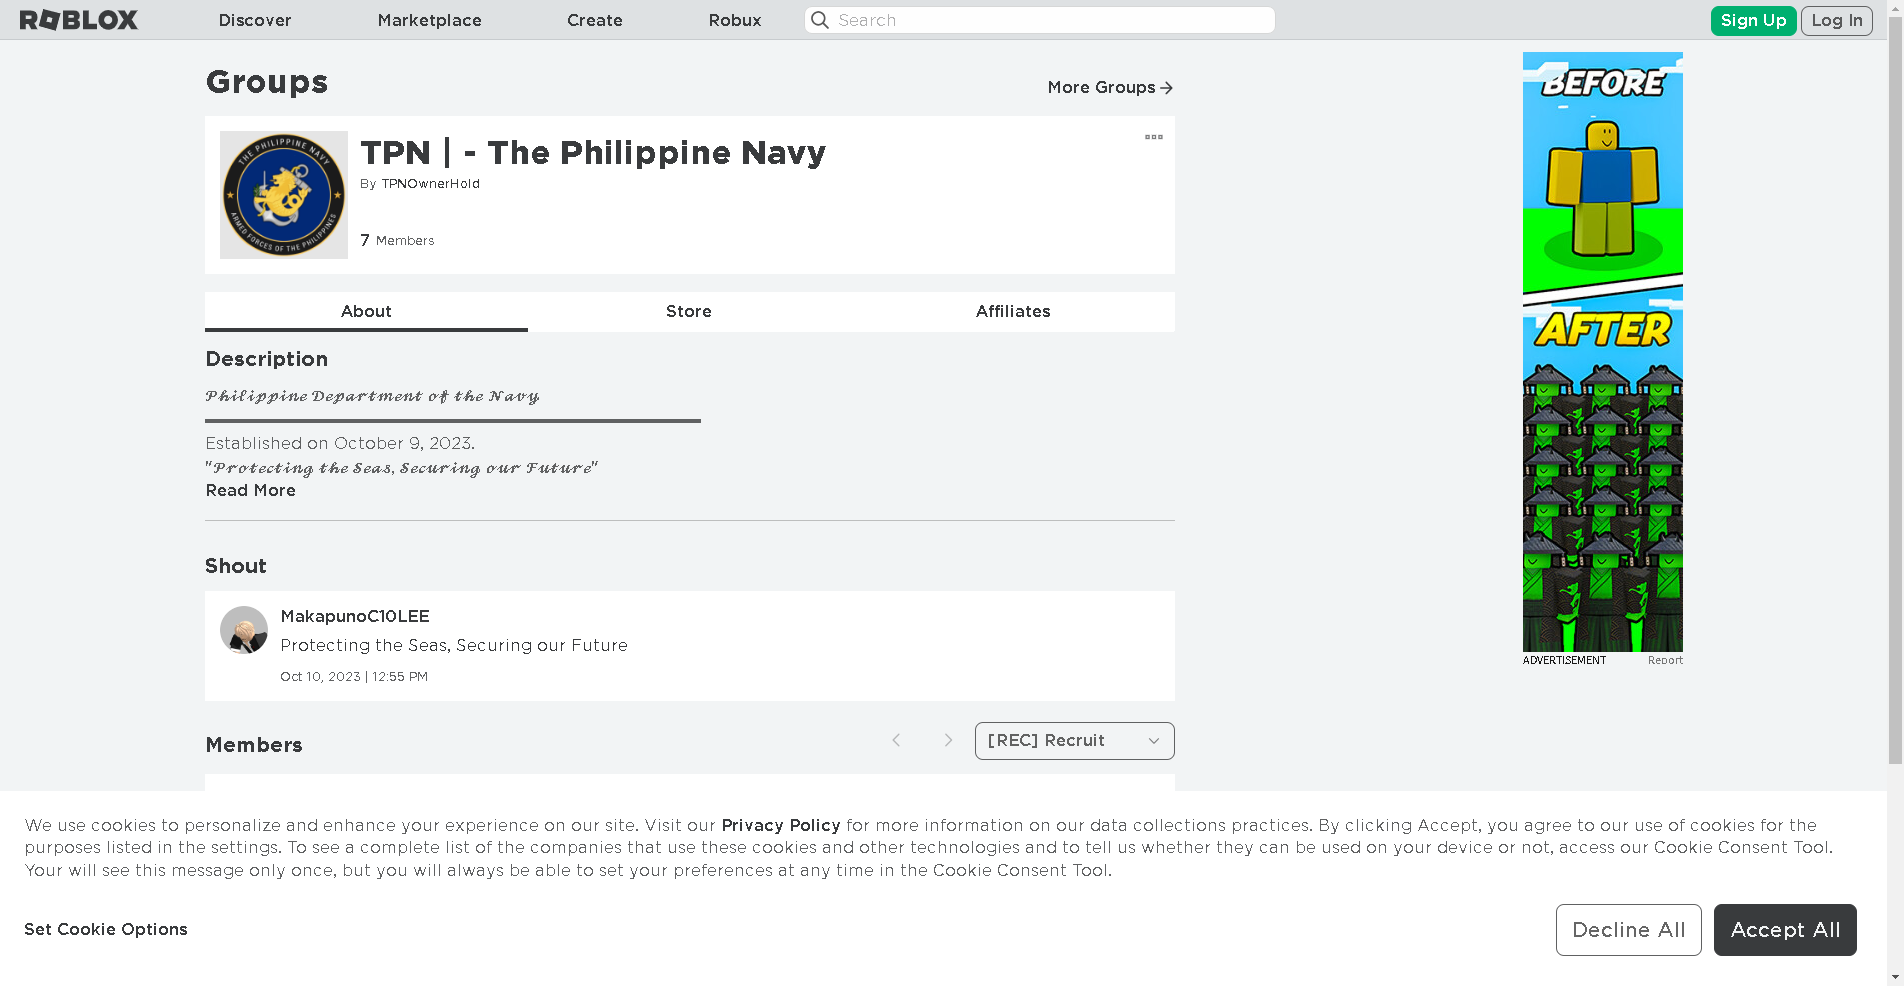 ROBLOX
Discover
Marketplace
Create
Robux
Search
Sign Up
Log In
Groups
More Groups
THE PHILIPPINE NAVY
ARMED FORCES OF THE PHILIPPINES
TPN | - The Philippine Navy
By TPNOwnerHold
7 Members
About
Store
Affiliates
Description
𝓟𝓱𝓲𝓵𝓲𝓹𝓹𝓲𝓷𝓮 𝓓𝓮𝓹𝓪𝓻𝓽𝓶𝓮𝓷𝓽 𝓸𝓯 𝓽𝓱𝓮 𝓝𝓪𝓿𝔂
Established on October 9, 2023.
"𝓟𝓻𝓸𝓽𝓮𝓬𝓽𝓲𝓷𝓰 𝓽𝓱𝓮 𝓢𝓮𝓪𝓼, 𝓢𝓮𝓬𝓾𝓻𝓲𝓷𝓰 𝓸𝓾𝓻 𝓕𝓾𝓽𝓾𝓻𝓮"
Read More
Shout
MakapunoC10LEE
Protecting the Seas, Securing our Future
Oct 10, 2023 | 12:55 PM
Members
[REC] Recruit
BEFORE
AFTER
ADVERTISEMENT
Report
We use cookies to personalize and enhance your experience on our site. Visit our Privacy Policy for more information on our data collections practices. By clicking Accept, you agree to our use of cookies for the
purposes listed in the settings. To see a complete list of the companies that use these cookies and other technologies and to tell us whether they can be used on your device or not, access our Cookie Consent Tool.
Your will see this message only once, but you will always be able to set your preferences at any time in the Cookie Consent Tool.
Set Cookie Options
Decline All
Accept All